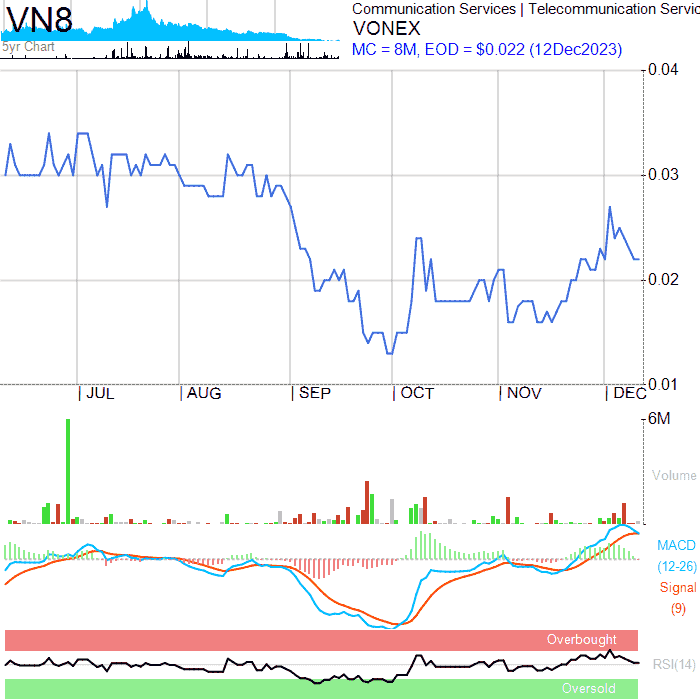 VN8
5yr Chart
Communication Services | Telecommunication Servic
VONEX
MC = 8M, EOD = $0.022 (12Dec2023)
0.04
0.03
0.02
0.01
JUL
AUG
SEP
OCT
NOV
DEC
6M
Volume
MACD
(12-26)
Signal
(9)
Overbought
RSI(14)
Oversold